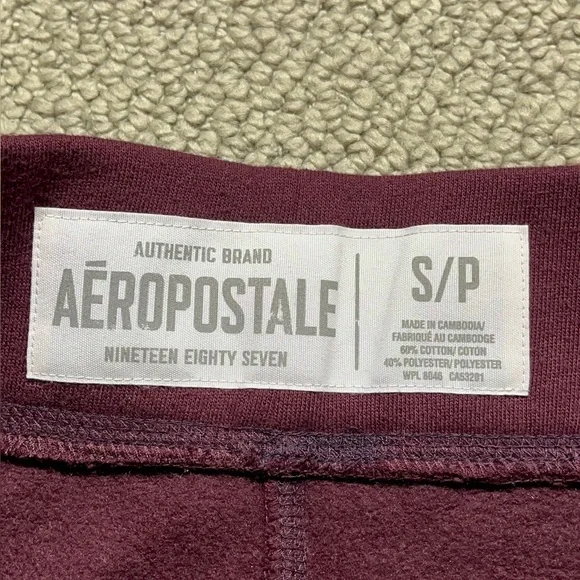 AUTHENTIC BRAND
AÉROPOSTALE
NINETEEN EIGHTY SEVEN
S/P
MADE IN CAMBODIA/
FABRIQUÉ AU CAMBODGE
60% COTTON/COTON
40% POLYESTER/POLYESTER
WPL 8046 CA53201